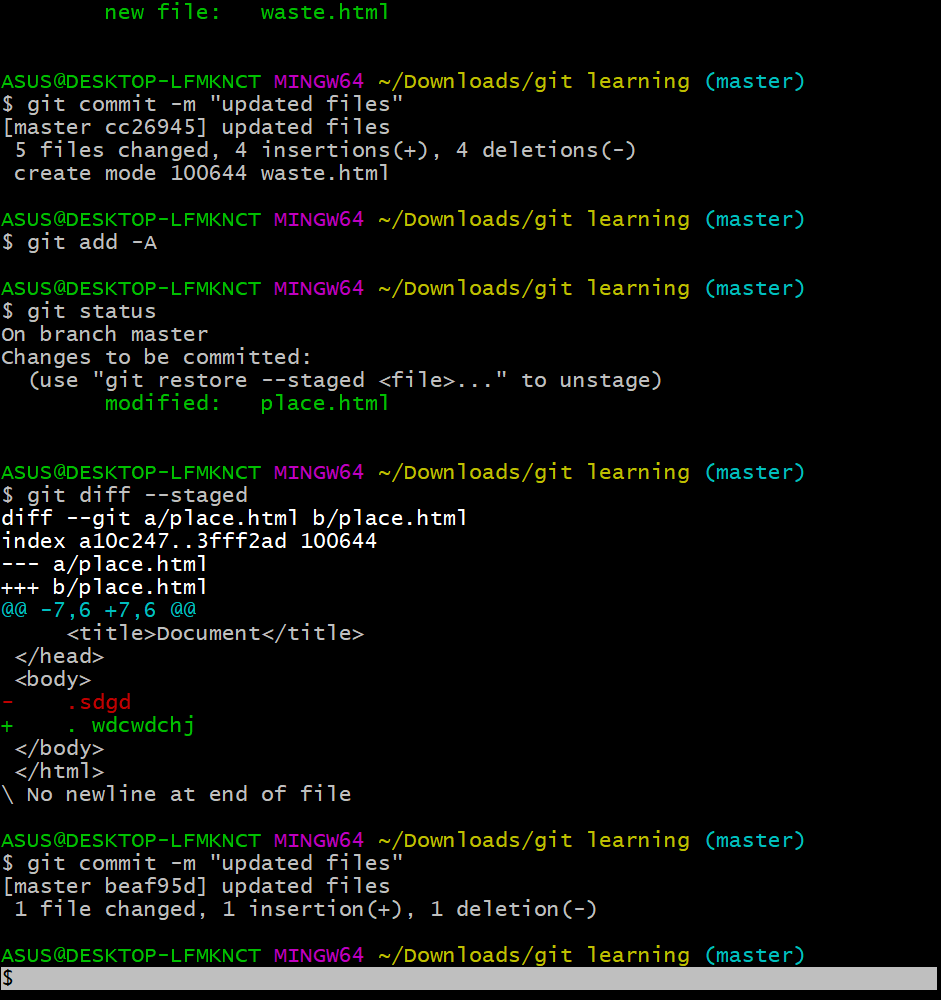 new file:   waste.html
ASUS@DESKTOP-LFMKNCT MINGW64 ~/Downloads/git learning (master)
$ git commit -m "updated files"
[master cc26945] updated files
 5 files changed, 4 insertions(+), 4 deletions(-)
 create mode 100644 waste.html
ASUS@DESKTOP-LFMKNCT MINGW64 ~/Downloads/git learning (master)
$ git add -A
ASUS@DESKTOP-LFMKNCT MINGW64 ~/Downloads/git learning (master)
$ git status
On branch master
Changes to be committed:
  (use "git restore --staged <file>..." to unstage)
        modified:   place.html
ASUS@DESKTOP-LFMKNCT MINGW64 ~/Downloads/git learning (master)
$ git diff --staged
diff --git a/place.html b/place.html
index a10c247..3fff2ad 100644
--- a/place.html
+++ b/place.html
@@ -7,6 +7,6 @@
     <title>Document</title>
 </head>
 <body>
-    .sdgd
+    . wdcwdchj
 </body>
 </html>
\ No newline at end of file
ASUS@DESKTOP-LFMKNCT MINGW64 ~/Downloads/git learning (master)
$ git commit -m "updated files"
[master beaf95d] updated files
 1 file changed, 1 insertion(+), 1 deletion(-)
ASUS@DESKTOP-LFMKNCT MINGW64 ~/Downloads/git learning (master)
$